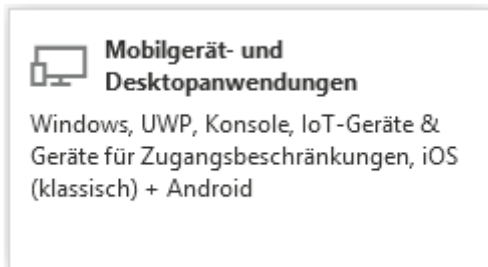 Mobilgerät- und
Desktopanwendungen
Windows, UWP, Konsole, IoT-Geräte &
Geräte für Zugangsbeschränkungen, iOS
(klassisch) + Android